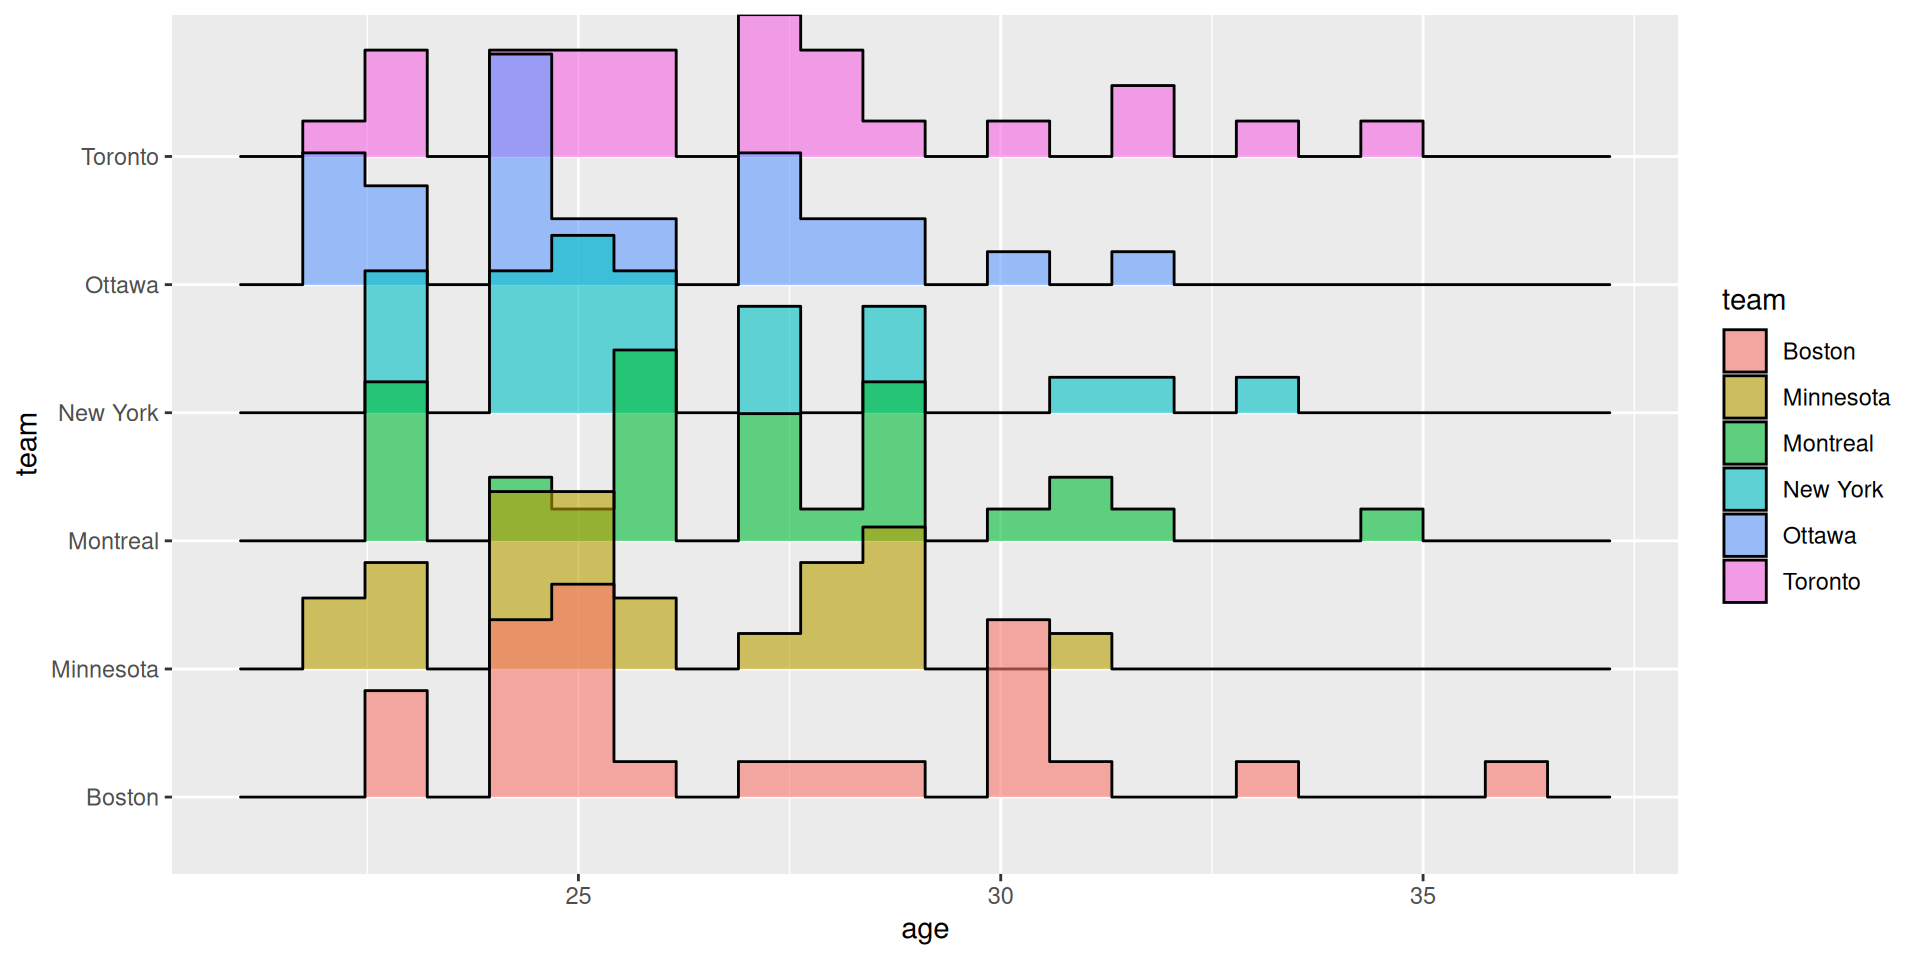 Toronto
Ottawa
New York
Montreal
Minnesota
Boston
team
25
30
35
age
team
Boston
Minnesota
Montreal
New York
Ottawa
Toronto